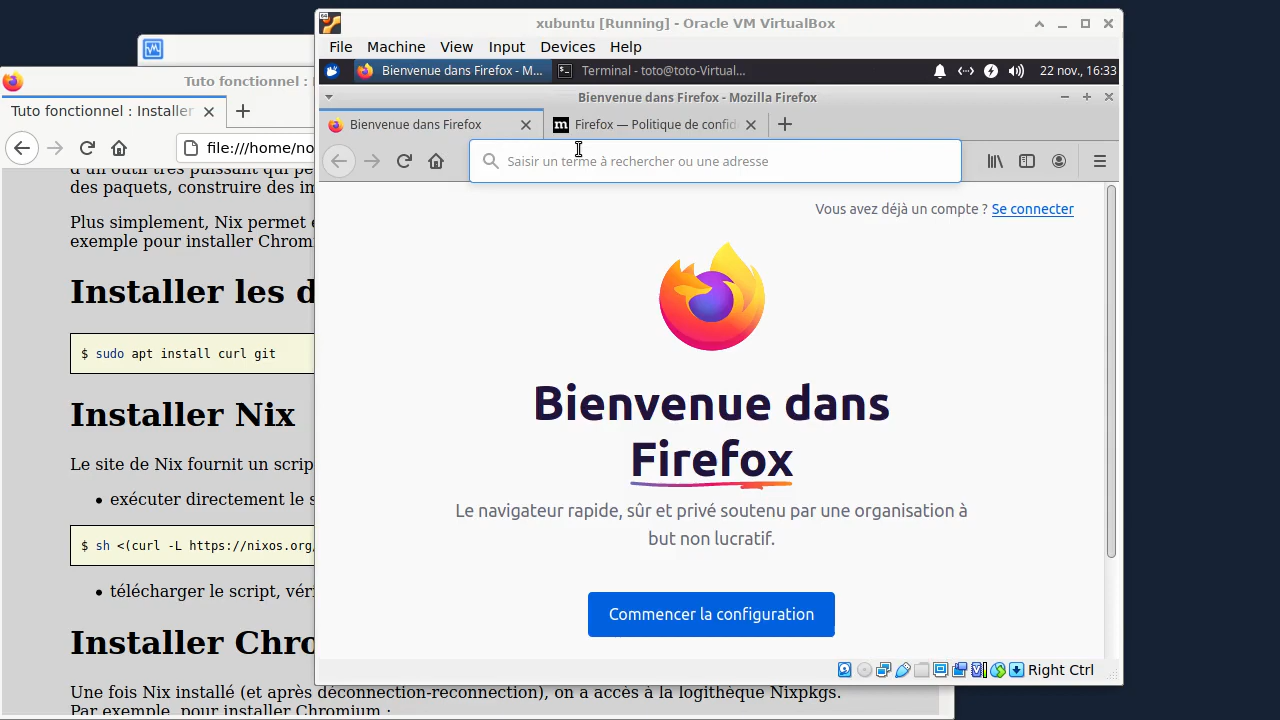 xubuntu [Running] - Oracle VM VirtualBox
File Machine View Input Devices Help
Bienvenue dans Firefox - M... Terminal - toto@toto-Virtual... 22 nov., 16:33
Bienvenue dans Firefox - Mozilla Firefox
Bienvenue dans Firefox Firefox — Politique de confid
Saisir un terme à rechercher ou une adresse
Vous avez déjà un compte ? Se connecter
Bienvenue dans
Firefox
Le navigateur rapide, sûr et privé soutenu par une organisation à
but non lucratif.
Commencer la configuration
Right Ctrl
Tuto fonctionnel :
Tuto fonctionnel : Installer
file:///home/no
d'un outil très puissant qui pe
des paquets, construire des im
Plus simplement, Nix permet
exemple pour installer Chromi
Installer les d
$ sudo apt install curl git
Installer Nix
Le site de Nix fournit un scrip
• exécuter directement le s
$ sh <(curl -L https://nixos.org/
• télécharger le script, véri
Installer Chro
Une fois Nix installé (et après déconnection-reconnection), on a accès à la logithèque Nixpkgs.
Par exemple, pour installer Chromium :